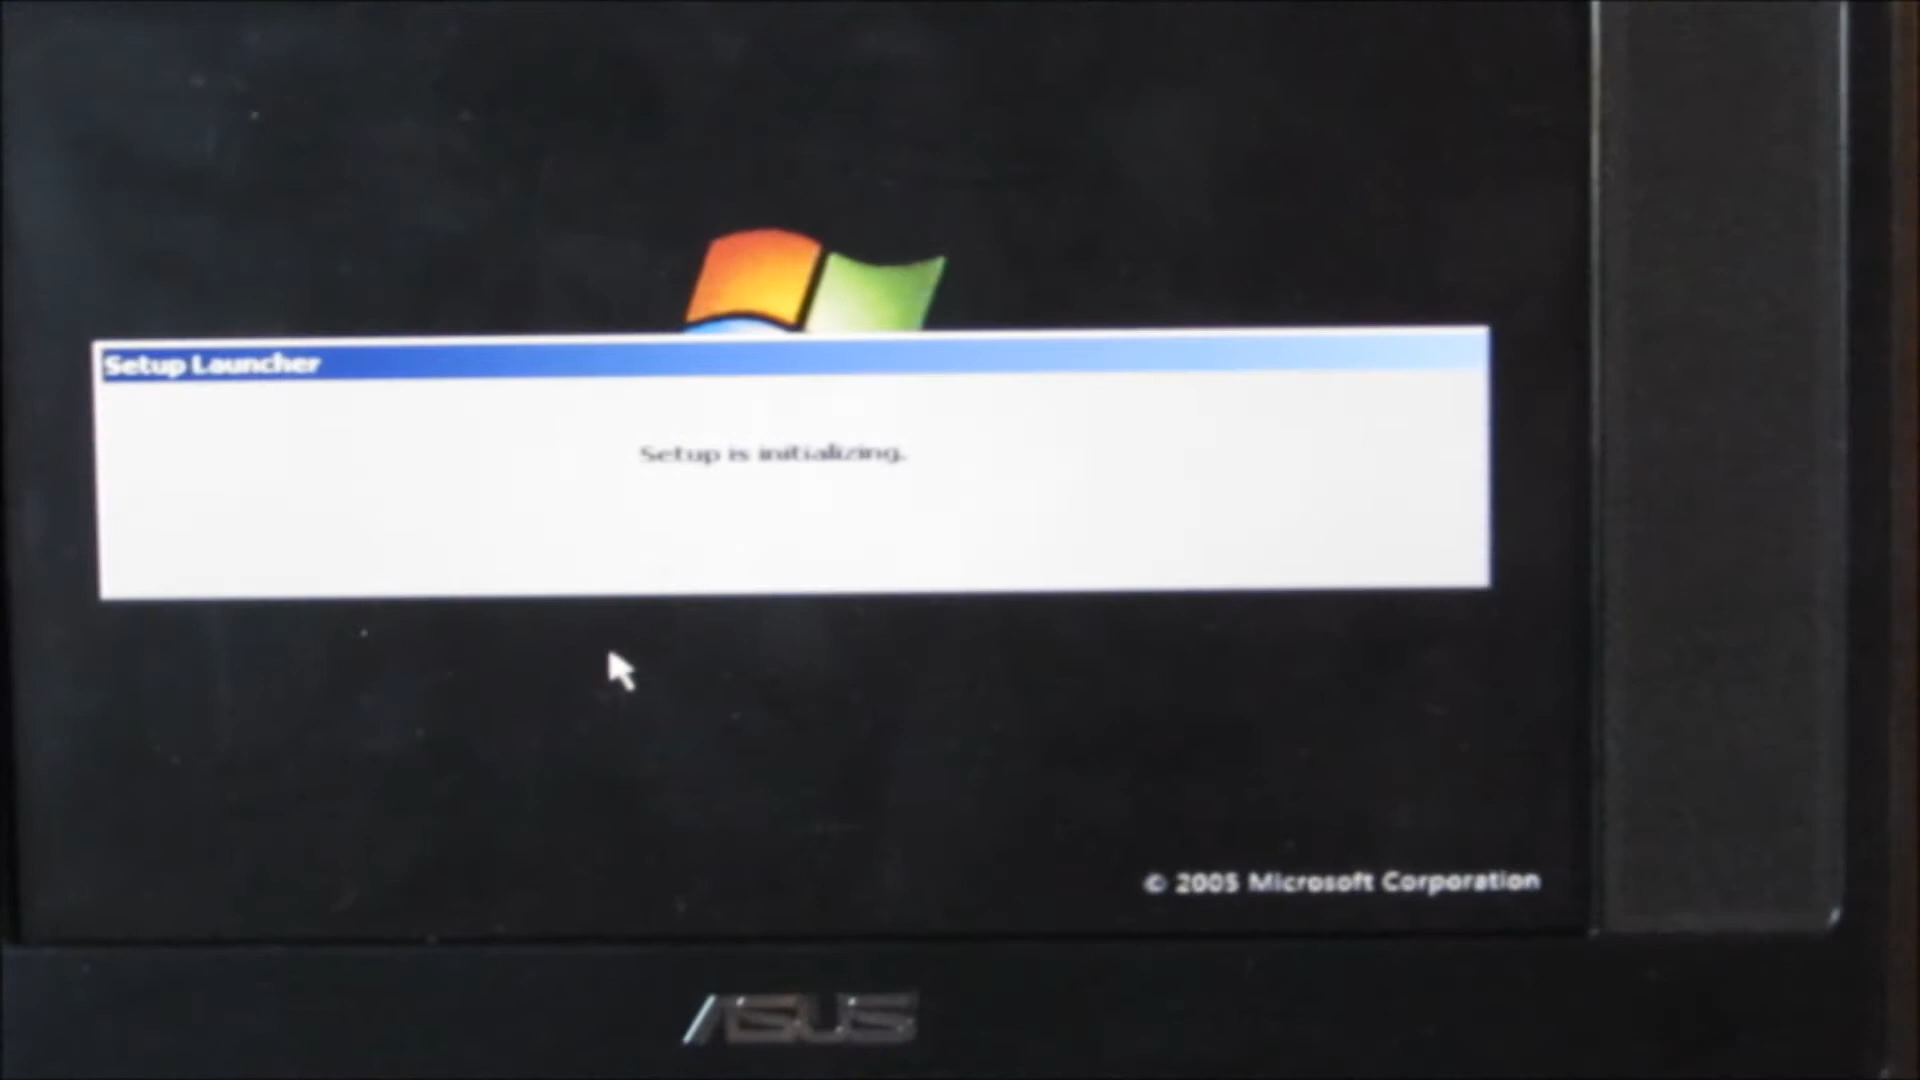 Setup Launcher
Setup is initializing.
© 2005 Microsoft Corporation
ASUS